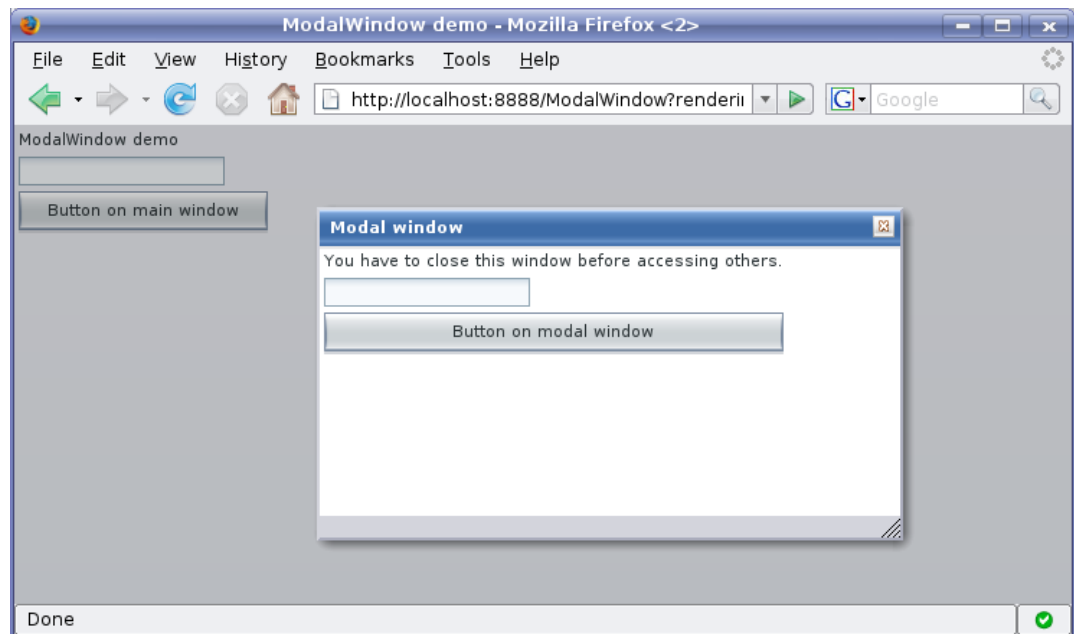 ModalWindow demo - Mozilla Firefox <2>
File Edit View History Bookmarks Tools Help
http://localhost:8888/ModalWindow?renderin
G Google
ModalWindow demo
Button on main window
Modal window
You have to close this window before accessing others.
Button on modal window
Done